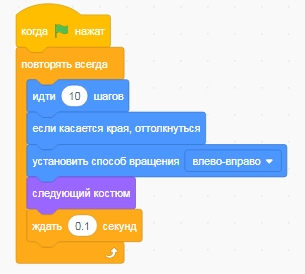 когда нажат
повторять всегда
идти 10 шагов
если касается края, оттолкнуться
установить способ вращения влево-вправо
следующий костюм
ждать 0.1 секунд